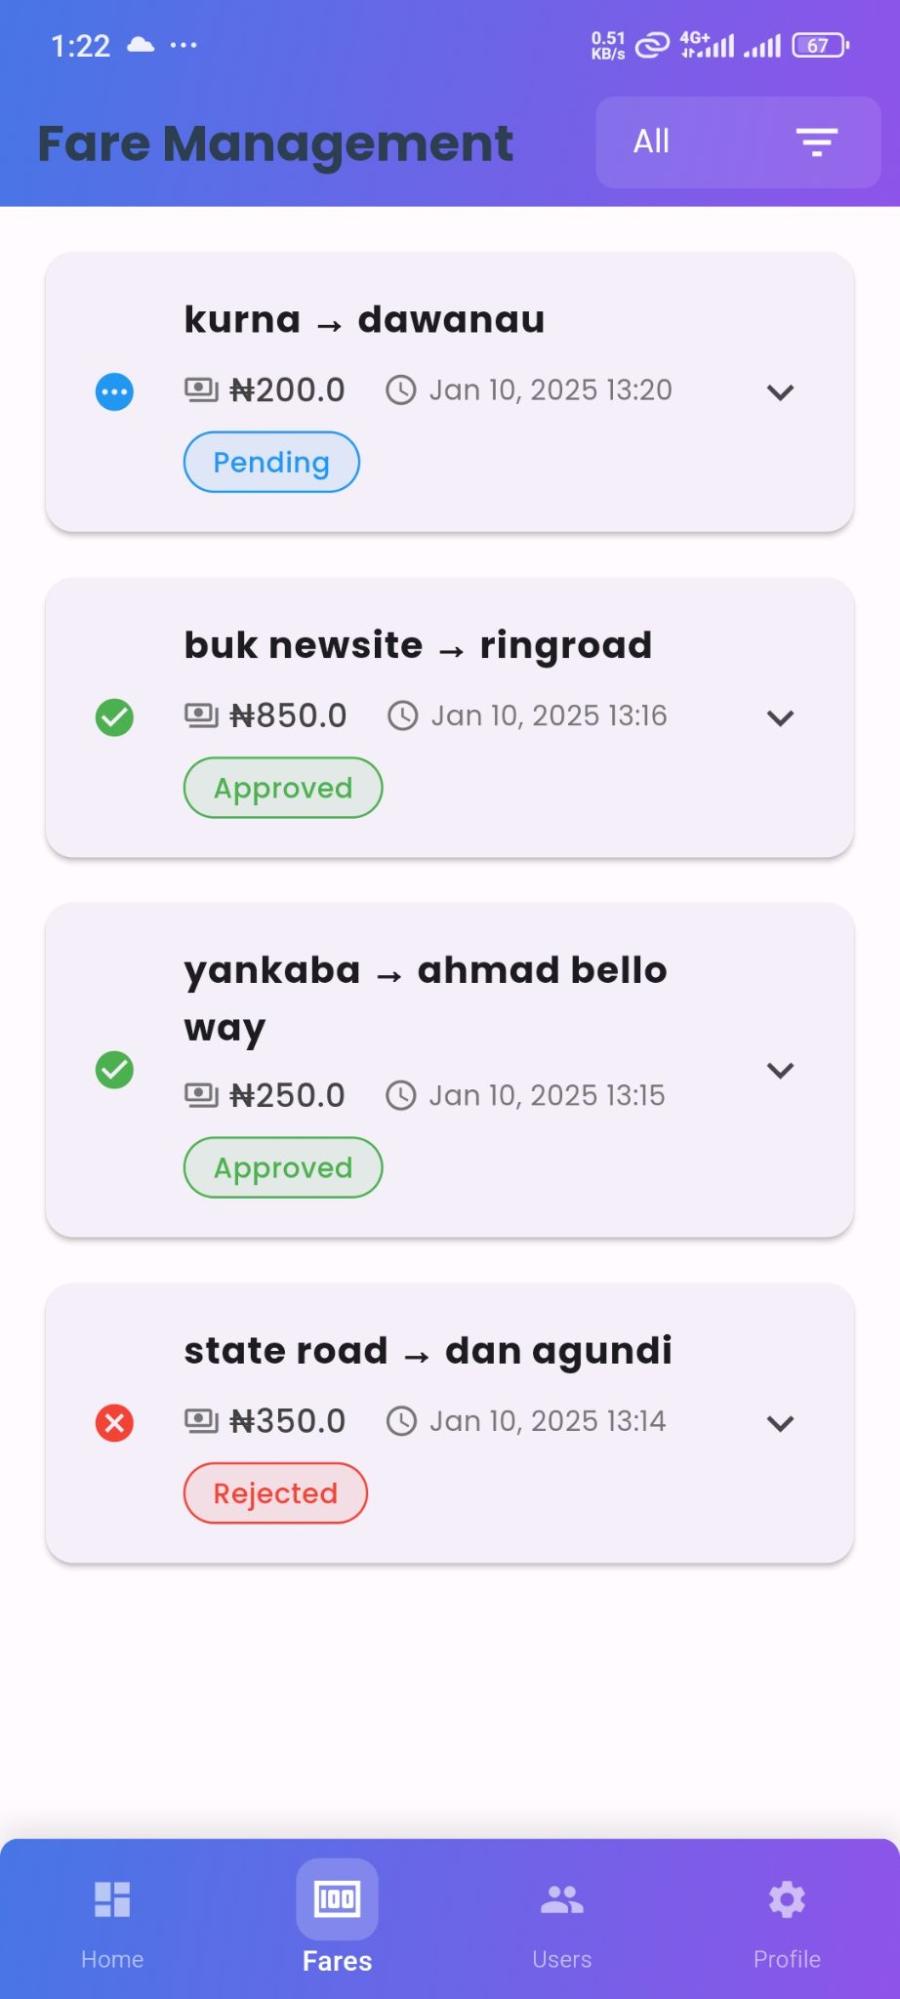 1:22
0.51 KB/s 4G+ 67
Fare Management
All
kurna → dawanau
₦200.0 Jan 10, 2025 13:20
Pending
buk newsite → ringroad
₦850.0 Jan 10, 2025 13:16
Approved
yankaba → ahmad bello
way
₦250.0 Jan 10, 2025 13:15
Approved
state road → dan agundi
₦350.0 Jan 10, 2025 13:14
Rejected
100
Home Fares Users Profile